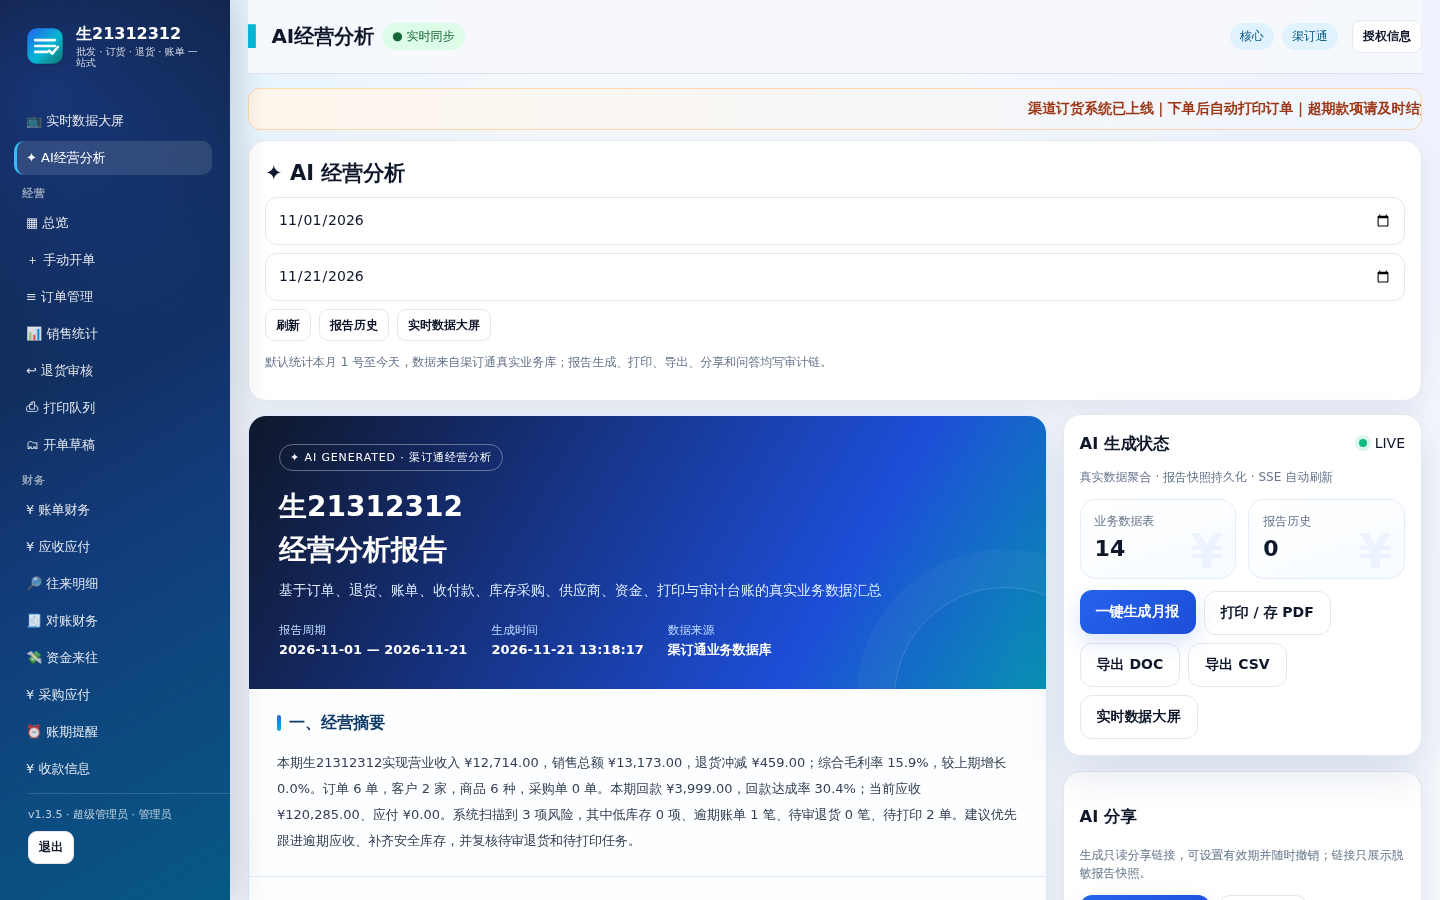 生21312312
批发 · 订货 · 退货 · 账单 一
站式
📺 实时数据大屏
✦ AI经营分析
经营
▦ 总览
＋ 手动开单
≡ 订单管理
📊 销售统计
↩ 退货审核
⎙ 打印队列
🗂 开单草稿
财务
¥ 账单财务
¥ 应收应付
🔎 往来明细
🧾 对账财务
💸 资金来往
¥ 采购应付
⏰ 账期提醒
¥ 收款信息
v1.3.5 · 超级管理员 · 管理员
退出
AI经营分析
● 实时同步
核心
渠订通
授权信息
渠道订货系统已上线 | 下单后自动打印订单 | 超期款项请及时结
✦ AI 经营分析
11/01/2026
11/21/2026
刷新
报告历史
实时数据大屏
默认统计本月 1 号至今天，数据来自渠订通真实业务库；报告生成、打印、导出、分享和问答均写审计链。
✦ AI GENERATED · 渠订通经营分析
生21312312
经营分析报告
基于订单、退货、账单、收付款、库存采购、供应商、资金、打印与审计台账的真实业务数据汇总
报告周期
2026-11-01 — 2026-11-21
生成时间
2026-11-21 13:18:17
数据来源
渠订通业务数据库
一、经营摘要
本期生21312312实现营业收入 ¥12,714.00，销售总额 ¥13,173.00，退货冲减 ¥459.00；综合毛利率 15.9%，较上期增长
0.0%。订单 6 单，客户 2 家，商品 6 种，采购单 0 单。本期回款 ¥3,999.00，回款达成率 30.4%；当前应收
¥120,285.00、应付 ¥0.00。系统扫描到 3 项风险，其中低库存 0 项、逾期账单 1 笔、待审退货 0 笔、待打印 2 单。建议优先
跟进逾期应收、补齐安全库存，并复核待审退货和待打印任务。
AI 生成状态
LIVE
真实数据聚合 · 报告快照持久化 · SSE 自动刷新
业务数据表
14
¥
报告历史
0
¥
一键生成月报
打印 / 存 PDF
导出 DOC
导出 CSV
实时数据大屏
AI 分享
生成只读分享链接，可设置有效期并随时撤销；链接只展示脱
敏报告快照。